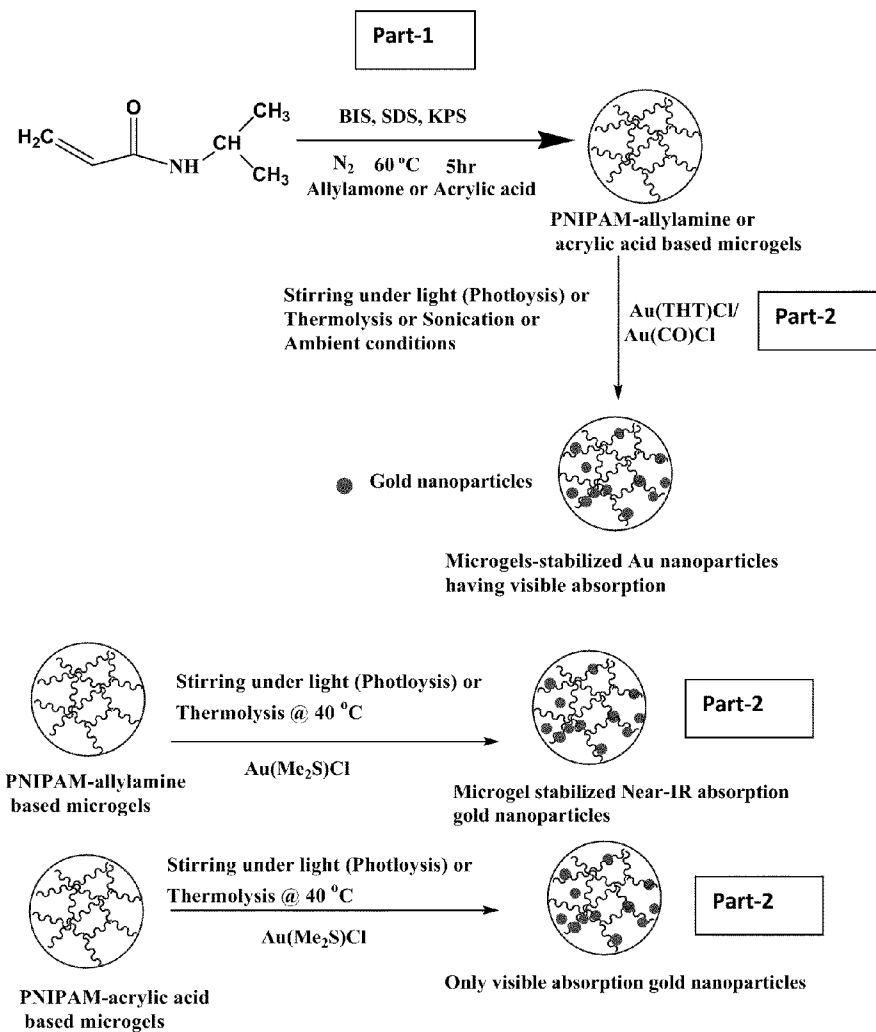 Part-1
O
CH3
H2C
CH
NH
CH3
BIS, SDS, KPS
N2 60 °C 5hr
Allylamone or Acrylic acid
PNIPAM-allylamine or
acrylic acid based microgels
Stirring under light (Photloysis) or
Thermolysis or Sonication or
Ambient conditions
Au(THT)Cl/
Au(CO)Cl
Part-2
Gold nanoparticles
Microgels-stabilized Au nanoparticles
having visible absorption
Stirring under light (Photloysis) or
Thermolysis @ 40 °C
Au(Me2S)Cl
PNIPAM-allylamine
based microgels
Part-2
Microgel stabilized Near-IR absorption
gold nanoparticles
Stirring under light (Photloysis) or
Thermolysis @ 40 °C
Au(Me2S)Cl
PNIPAM-acrylic acid
based microgels
Part-2
Only visible absorption gold nanoparticles